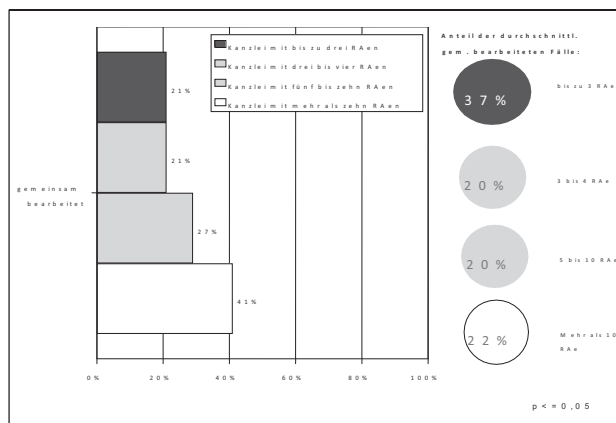 Kanzlei mit bis zu drei RAen
Kanzlei mit drei bis vier RAen
Kanzlei mit fünf bis zehn RAen
Kanzlei mit mehr als zehn RAen
21%
21%
27%
41%
gemeinsam
bearbeitet
0%
20%
40%
60%
80%
100%
Anteil der durchschnittl.
gem. bearbeiteten Fälle:
37%
bis zu 3 RAe
20%
3 bis 4 RAe
20%
5 bis 10 RAe
22%
Mehr als 10
RAe
p<=0,05